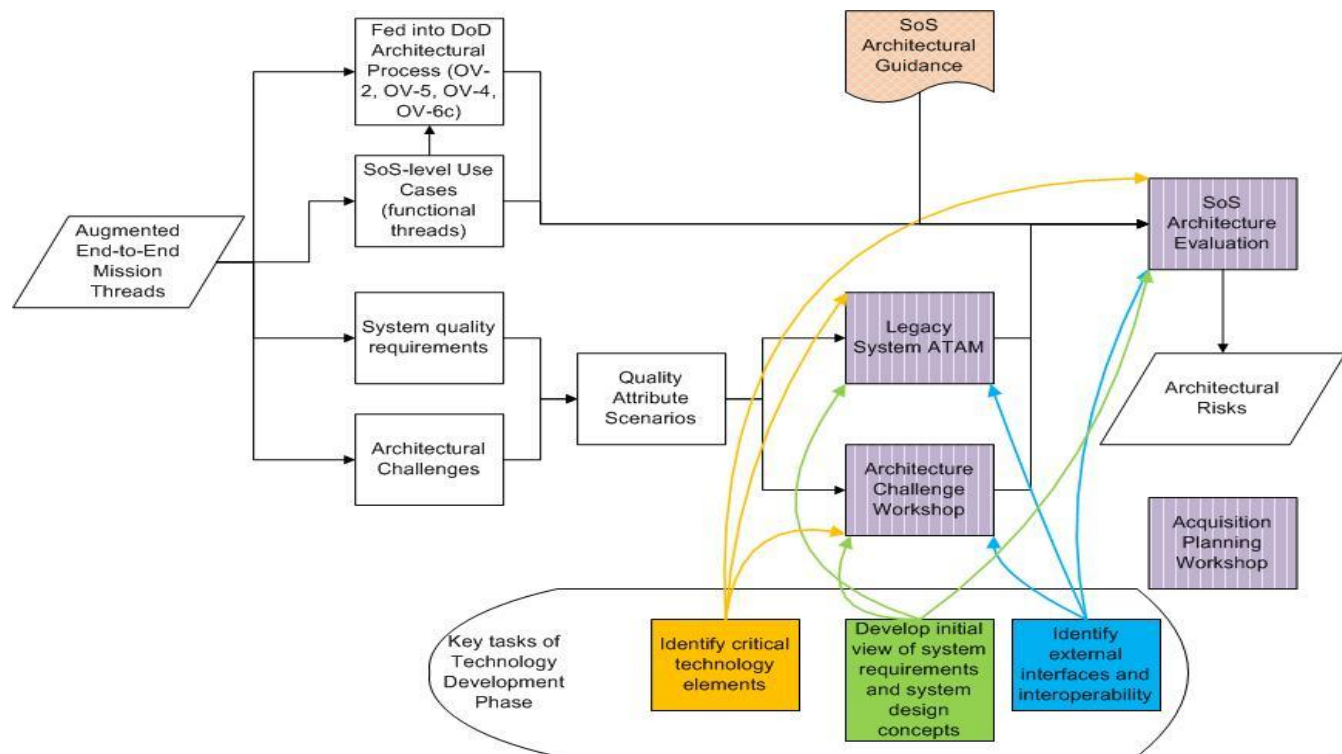 Fed into DoD
Architectural
Process (OV-
2, OV-5, OV-4,
OV-6c)
SoS
Architectural
Guidance
SoS-level Use
Cases
(functional
threads)
SoS
Architecture
Evaluation
Augmented
End-to-End
Mission
Threads
System quality
requirements
Legacy
System ATAM
Quality
Attribute
Scenarios
Architectural
Risks
Architectural
Challenges
Architecture
Challenge
Workshop
Acquisition
Planning
Workshop
Key tasks of
Technology
Development
Phase
Identify critical
technology
elements
Develop initial
view of system
requirements
and system
design
concepts
Identify
external
interfaces and
interoperability